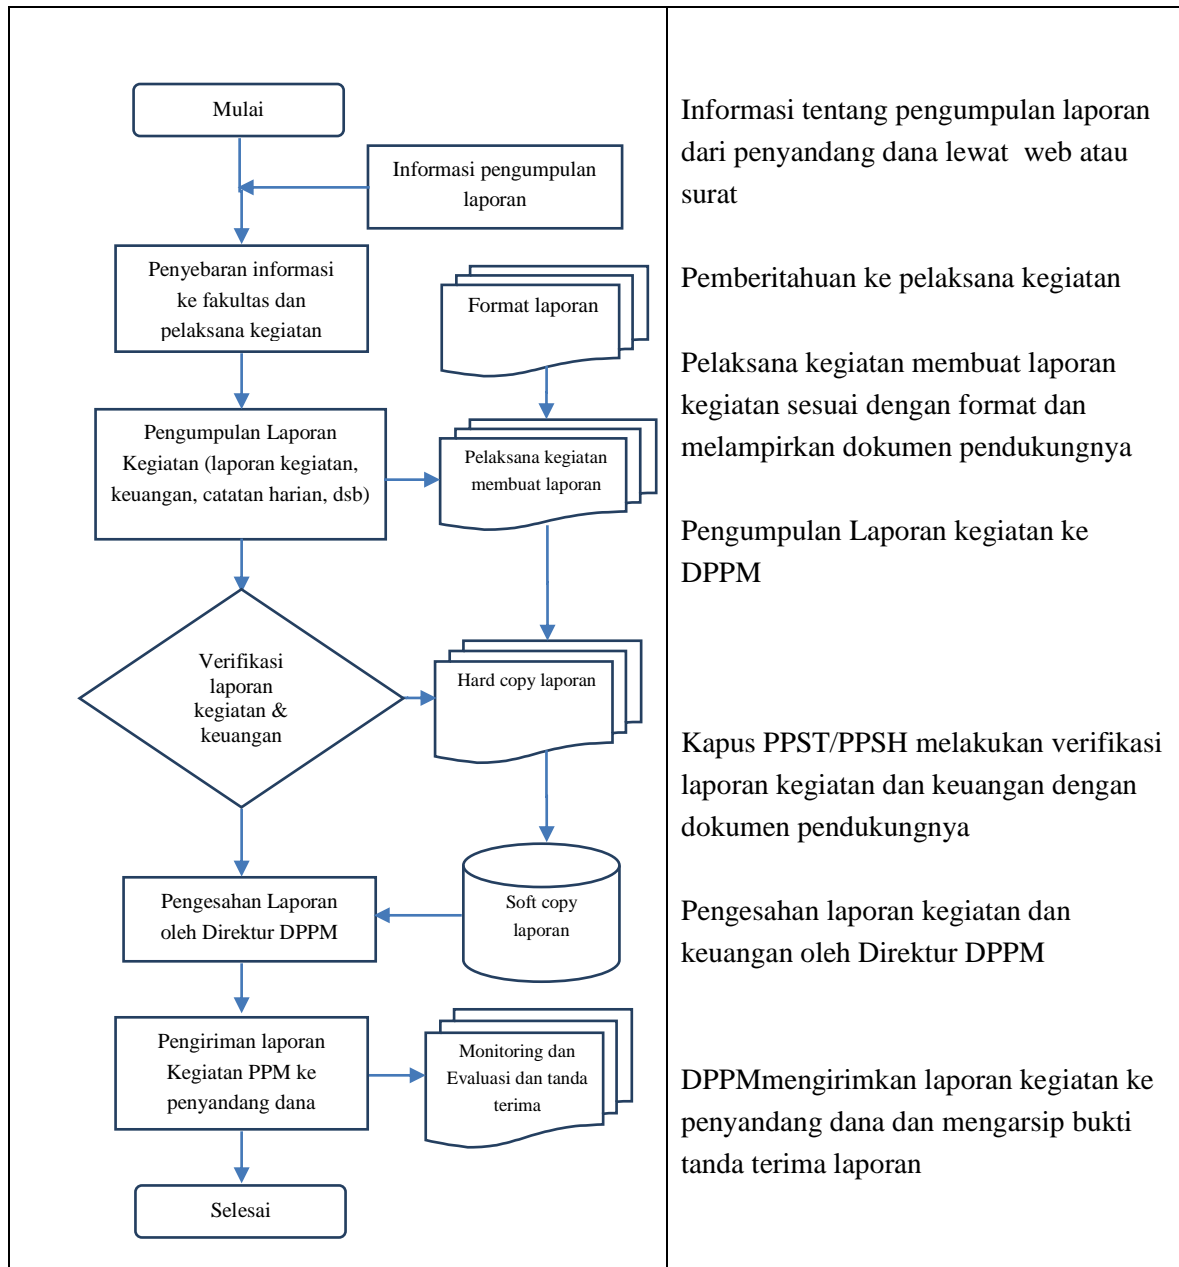 Mulai
Informasi pengumpulan
laporan
Penyebaran informasi
ke fakultas dan
pelaksana kegiatan
Format laporan
Pengumpulan Laporan
Kegiatan (laporan kegiatan,
keuangan, catatan harian, dsb)
Pelaksana kegiatan
membuat laporan
Verifikasi
laporan
kegiatan &
keuangan
Hard copy laporan
Pengesahan Laporan
oleh Direktur DPPM
Soft copy
laporan
Pengiriman laporan
Kegiatan PPM ke
penyandang dana
Monitoring dan
Evaluasi dan tanda
terima
Selesai
Informasi tentang pengumpulan laporan
dari penyandang dana lewat  web atau
surat
Pemberitahuan ke pelaksana kegiatan
Pelaksana kegiatan membuat laporan
kegiatan sesuai dengan format dan
melampirkan dokumen pendukungnya
Pengumpulan Laporan kegiatan ke
DPPM
Kapus PPST/PPSH melakukan verifikasi
laporan kegiatan dan keuangan dengan
dokumen pendukungnya
Pengesahan laporan kegiatan dan
keuangan oleh Direktur DPPM
DPPMmengirimkan laporan kegiatan ke
penyandang dana dan mengarsip bukti
tanda terima laporan